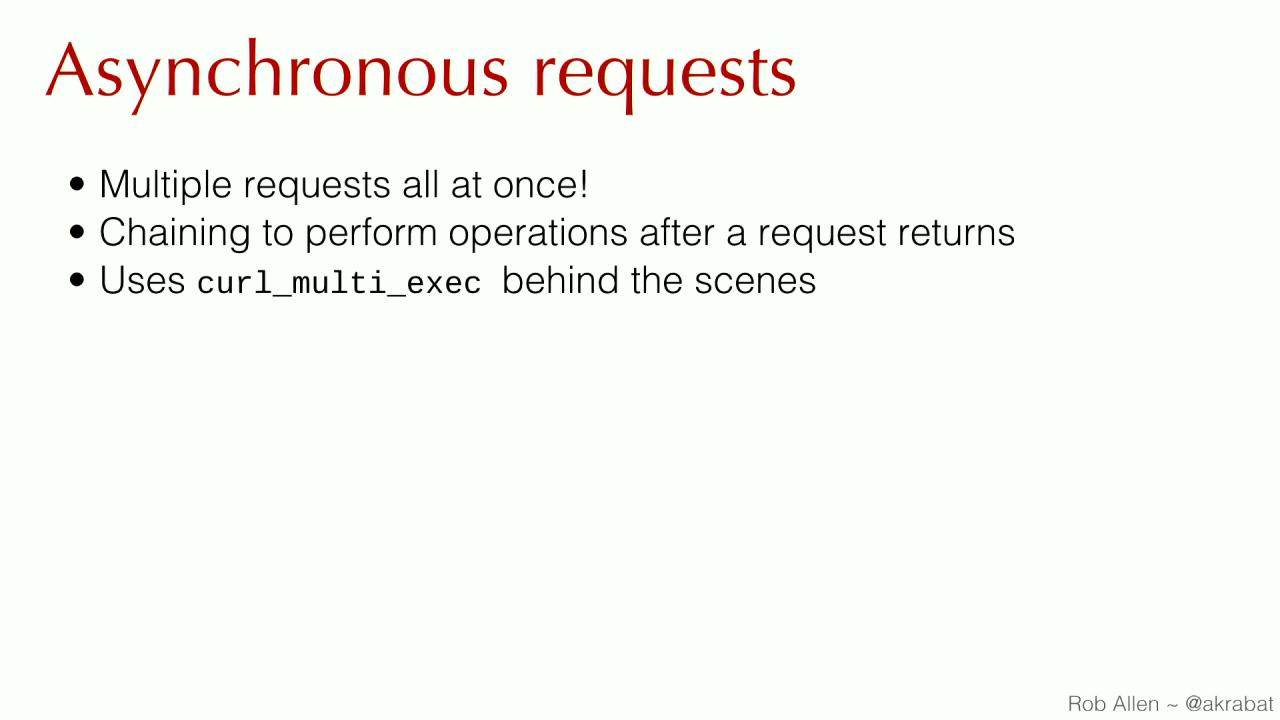 Asynchronous requests
• Multiple requests all at once!
• Chaining to perform operations after a request returns
• Uses curl_multi_exec behind the scenes
Rob Allen ~ @akrabat